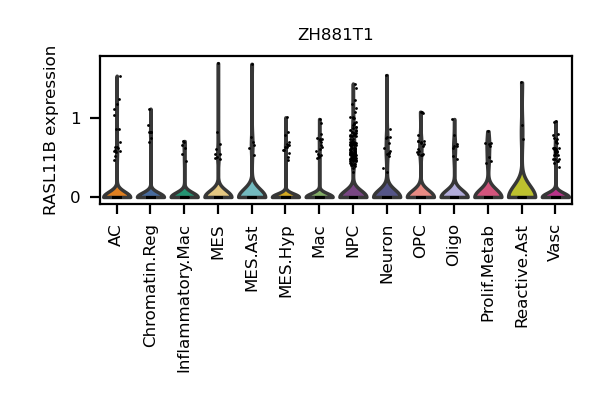 ZH881T1
RASL11B expression
1
0
AC
Chromatin.Reg
Inflammatory.Mac
MES
MES.Ast
MES.Hyp
Mac
NPC
Neuron
OPC
Oligo
Prolif.Metab
Reactive.Ast
Vasc